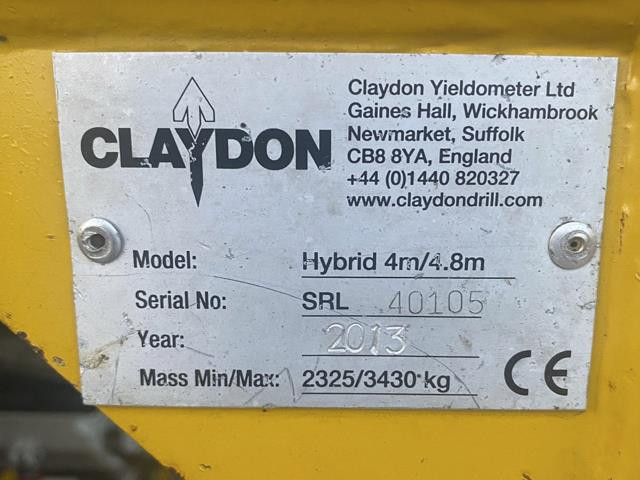 CLAYDON
Claydon Yieldometer Ltd
Gaines Hall, Wickhambrook
Newmarket, Suffolk
CB8 8YA, England
+44 (0)1440 820327
www.claydondrill.com
Model: Hybrid 4m/4.8m
Serial No: SRL 40105
Year: 2013
Mass Min/Max: 2325/3430 kg
CE